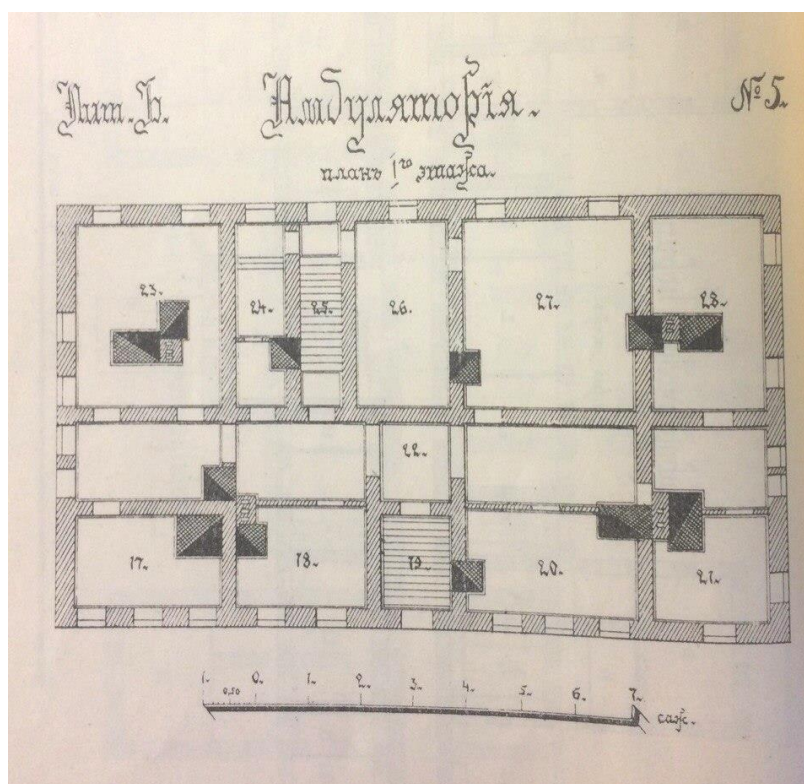 Лит. Б. Амбуляторія. № 5.
планъ 1го этажа.
23. 24. 25. 26. 27. 28.
22.
17. 18. 19. 20. 21.
1. 0,50 0. 1. 2. 3. 4. 5. 6. 7. саж.